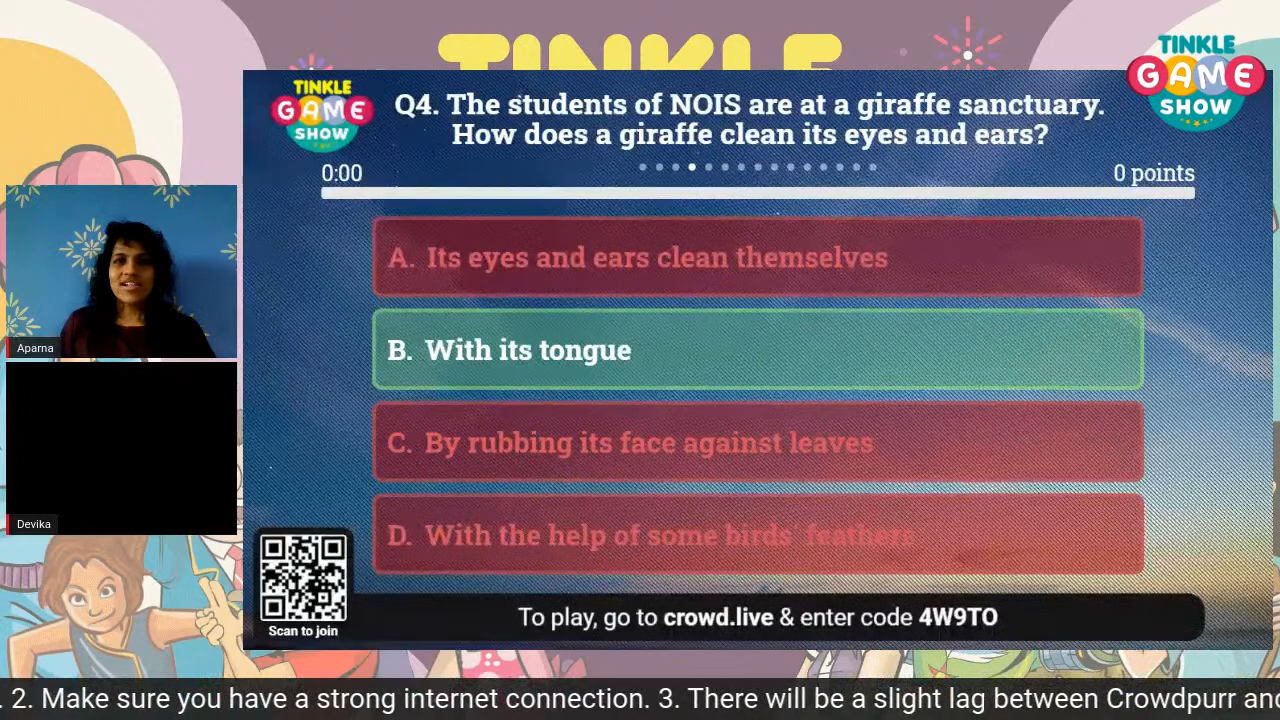 TINKLE
TINKLE
GAME
SHOW
TINKLE
GAME
SHOW
Q4. The students of NOIS are at a giraffe sanctuary.
How does a giraffe clean its eyes and ears?
0:00
0 points
A. Its eyes and ears clean themselves
B. With its tongue
C. By rubbing its face against leaves
D. With the help of some birds' feathers
Aparna
Devika
Scan to join
To play, go to crowd.live & enter code 4W9TO
. 2. Make sure you have a strong internet connection. 3. There will be a slight lag between Crowdpurr and